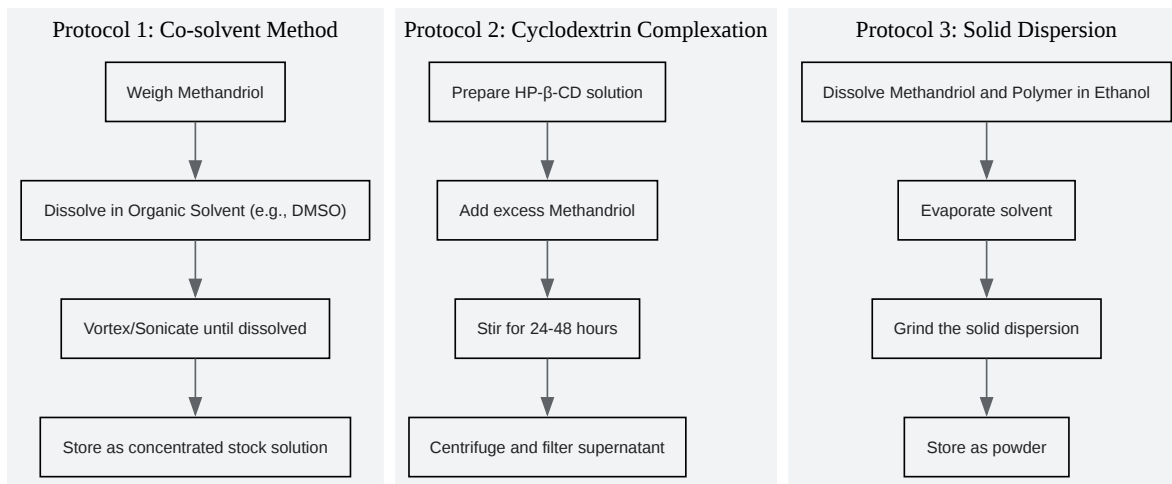 Protocol 1: Co-solvent Method
Weigh Methandriol
Dissolve in Organic Solvent (e.g., DMSO)
Vortex/Sonicate until dissolved
Store as concentrated stock solution
Protocol 2: Cyclodextrin Complexation
Prepare HP-β-CD solution
Add excess Methandriol
Stir for 24-48 hours
Centrifuge and filter supernatant
Protocol 3: Solid Dispersion
Dissolve Methandriol and Polymer in Ethanol
Evaporate solvent
Grind the solid dispersion
Store as powder